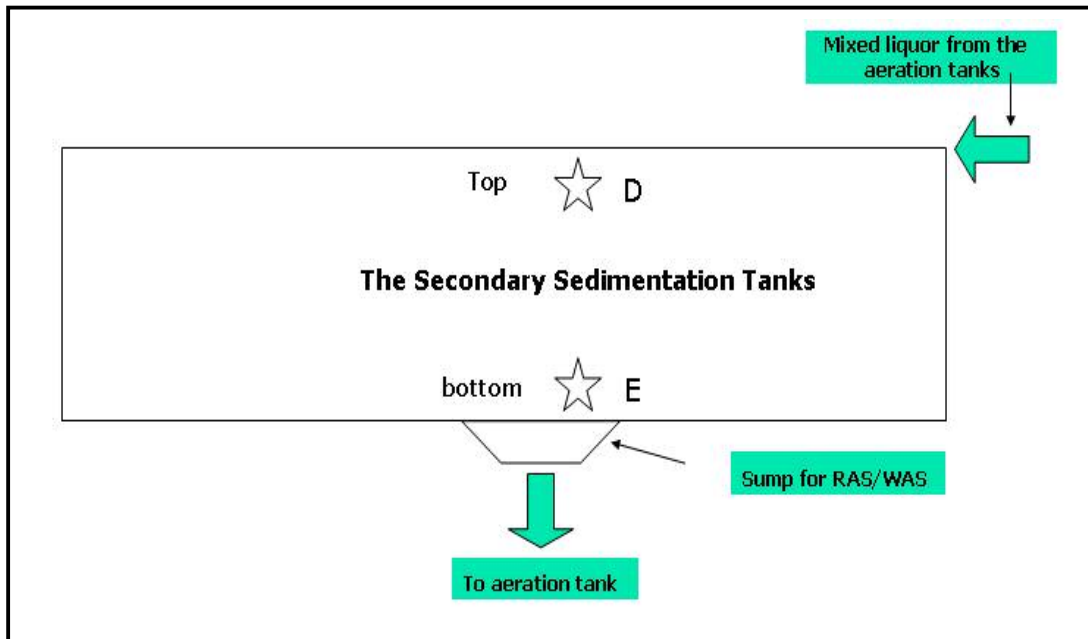 Mixed liquor from the
aeration tanks
Top
D
The Secondary Sedimentation Tanks
bottom
E
Sump for RAS/WAS
To aeration tank